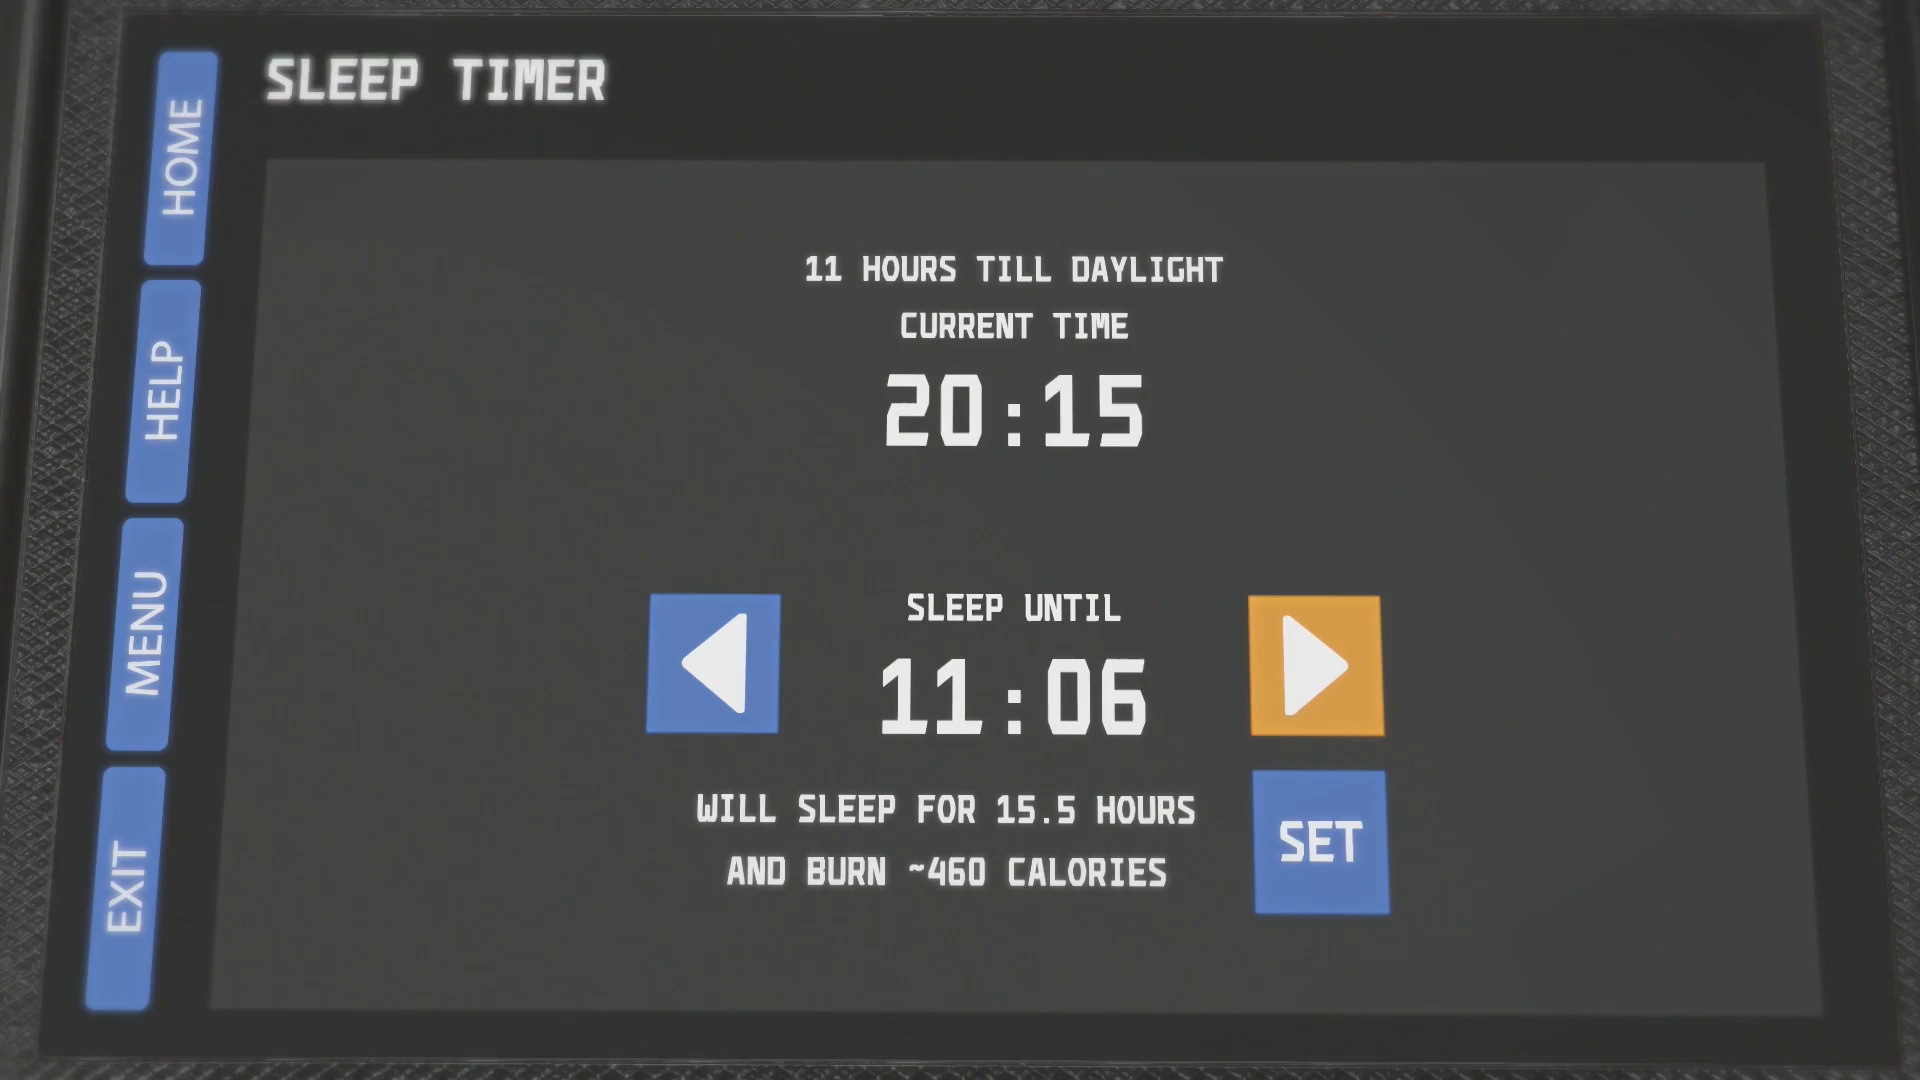 SLEEP TIMER
HOME
HELP
MENU
EXIT
11 HOURS TILL DAYLIGHT
CURRENT TIME
20:15
SLEEP UNTIL
11:06
WILL SLEEP FOR 15.5 HOURS
AND BURN ~460 CALORIES
SET